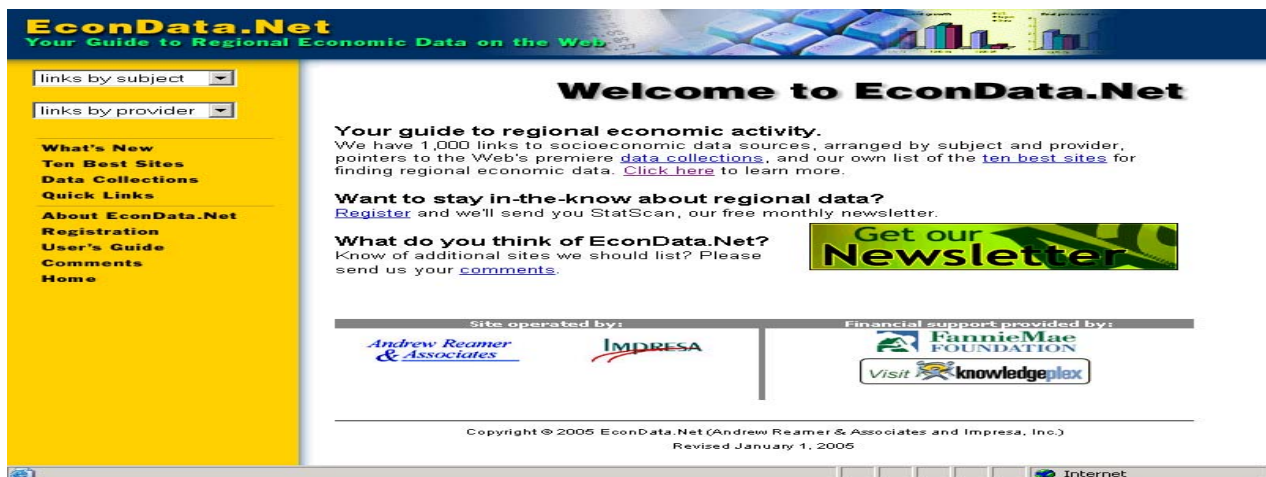 EconData.Net
Your Guide to Regional Economic Data on the Web
links by subject
links by provider
What's New
Ten Best Sites
Data Collections
Quick Links
About EconData.Net
Registration
User's Guide
Comments
Home
Welcome to EconData.Net
Your guide to regional economic activity.
We have 1,000 links to socioeconomic data sources, arranged by subject and provider,
pointers to the Web's premiere data collections, and our own list of the ten best sites for
finding regional economic data. Click here to learn more.
Want to stay in-the-know about regional data?
Register and we'll send you StatScan, our free monthly newsletter.
What do you think of EconData.Net?
Know of additional sites we should list? Please
send us your comments.
Get our
Newsletter
Site operated by:
Andrew Reamer
& Associates
IMPRESA
Financial support provided by:
FannieMae
FOUNDATION
Visit knowledgeplex
Copyright © 2005 EconData.Net (Andrew Reamer & Associates and Impresa, Inc.)
Revised January 1, 2005
Internet